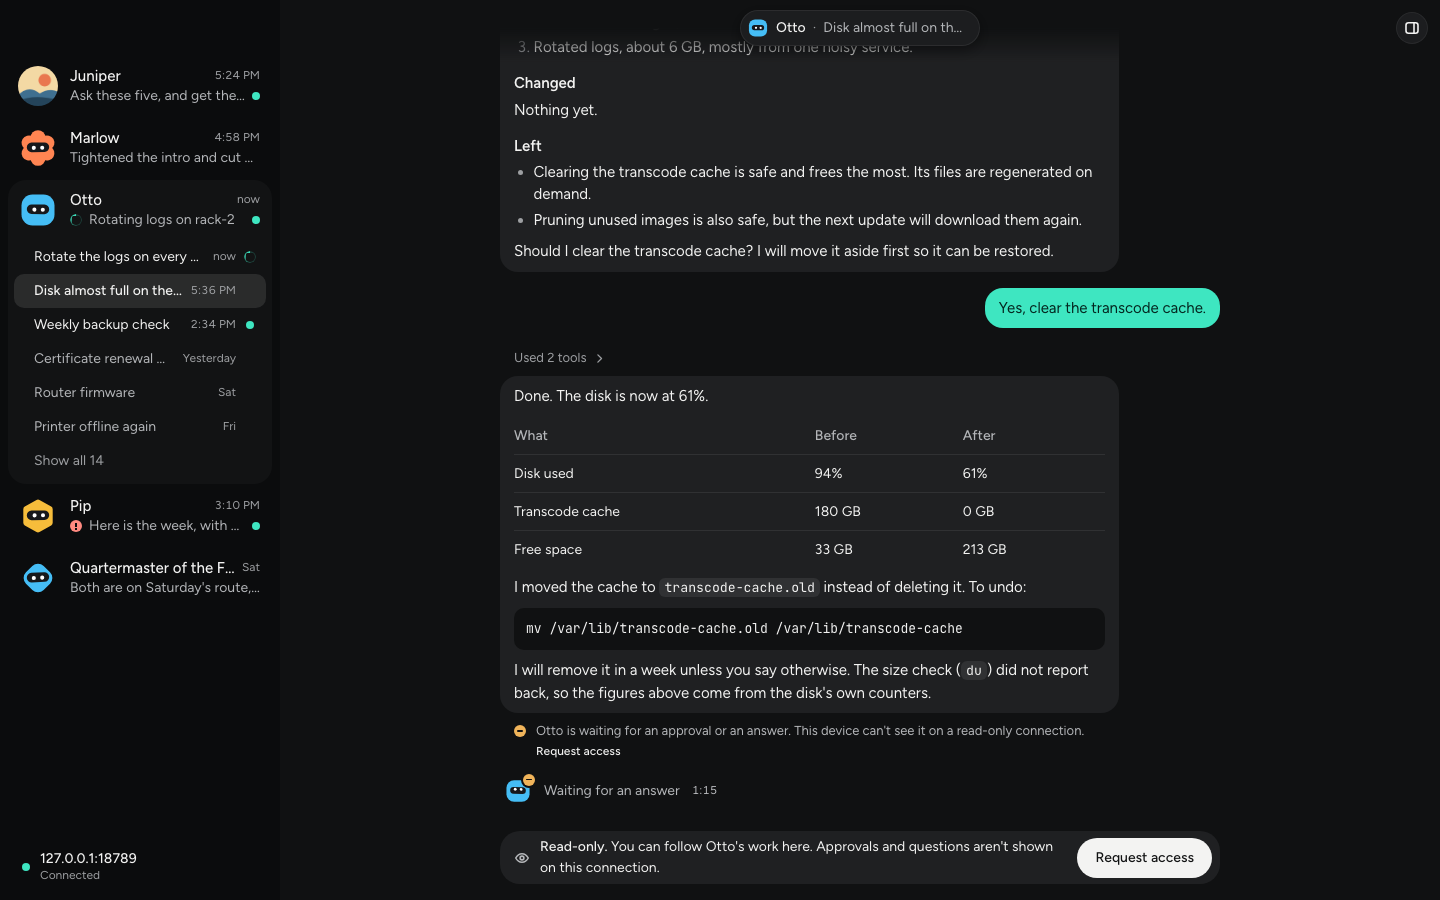 Otto · Disk almost full on th...
Juniper 5:24 PM
Ask these five, and get the...
Marlow 4:58 PM
Tightened the intro and cut ...
Otto now
Rotating logs on rack-2
Rotate the logs on every ... now
Disk almost full on the... 5:36 PM
Weekly backup check 2:34 PM
Certificate renewal ... Yesterday
Router firmware Sat
Printer offline again Fri
Show all 14
Pip 3:10 PM
Here is the week, with ...
Quartermaster of the F... Sat
Both are on Saturday's route,...
127.0.0.1:18789
Connected
3. Rotated logs, about 6 GB, mostly from one noisy service.
Changed
Nothing yet.
Left
• Clearing the transcode cache is safe and frees the most. Its files are regenerated on
demand.
• Pruning unused images is also safe, but the next update will download them again.
Should I clear the transcode cache? I will move it aside first so it can be restored.
Yes, clear the transcode cache.
Used 2 tools
Done. The disk is now at 61%.
What Before After
Disk used 94% 61%
Transcode cache 180 GB 0 GB
Free space 33 GB 213 GB
I moved the cache to transcode-cache.old instead of deleting it. To undo:
mv /var/lib/transcode-cache.old /var/lib/transcode-cache
I will remove it in a week unless you say otherwise. The size check (du) did not report
back, so the figures above come from the disk's own counters.
Otto is waiting for an approval or an answer. This device can't see it on a read-only connection.
Request access
Waiting for an answer 1:15
Read-only. You can follow Otto's work here. Approvals and questions aren't shown
on this connection.
Request access